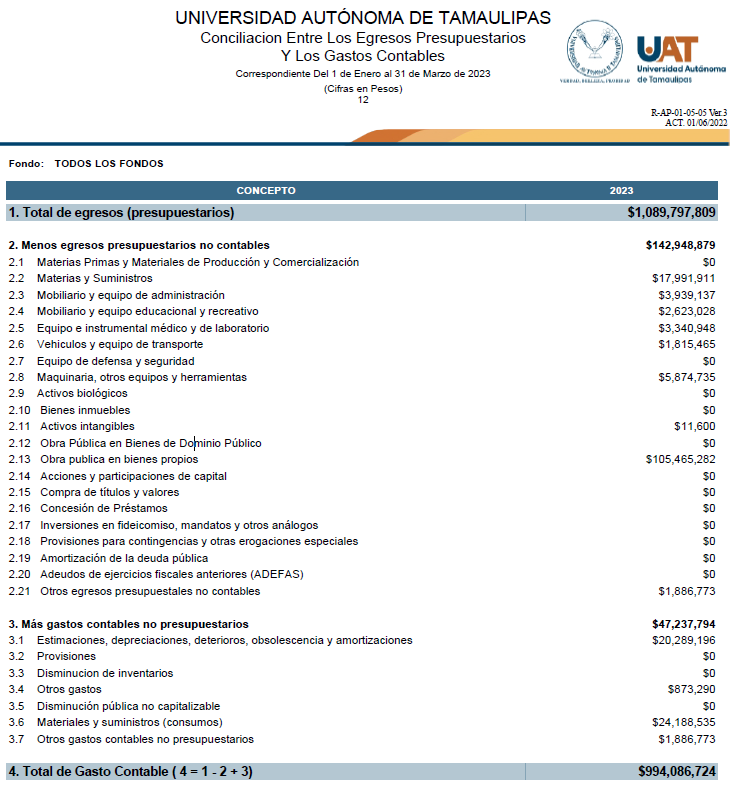 UNIVERSIDAD AUTÓNOMA DE TAMAULIPAS
Conciliacion Entre Los Egresos Presupuestarios
Y Los Gastos Contables
Correspondiente Del 1 de Enero al 31 de Marzo de 2023
(Cifras en Pesos)
12
VERDAD, BELLEZA, PROBIDAD
UAT
Universidad Autónoma
de Tamaulipas
R-AP-01-05-05 Ver.3
ACT. 01/06/2022
Fondo: TODOS LOS FONDOS
CONCEPTO 2023
1. Total de egresos (presupuestarios) $1,089,797,809
2. Menos egresos presupuestarios no contables $142,948,879
2.1 Materias Primas y Materiales de Producción y Comercialización $0
2.2 Materias y Suministros $17,991,911
2.3 Mobiliario y equipo de administración $3,939,137
2.4 Mobiliario y equipo educacional y recreativo $2,623,028
2.5 Equipo e instrumental médico y de laboratorio $3,340,948
2.6 Vehiculos y equipo de transporte $1,815,465
2.7 Equipo de defensa y seguridad $0
2.8 Maquinaria, otros equipos y herramientas $5,874,735
2.9 Activos biológicos $0
2.10 Bienes inmuebles $0
2.11 Activos intangibles $11,600
2.12 Obra Pública en Bienes de Dominio Público $0
2.13 Obra publica en bienes propios $105,465,282
2.14 Acciones y participaciones de capital $0
2.15 Compra de títulos y valores $0
2.16 Concesión de Préstamos $0
2.17 Inversiones en fideicomiso, mandatos y otros análogos $0
2.18 Provisiones para contingencias y otras erogaciones especiales $0
2.19 Amortización de la deuda pública $0
2.20 Adeudos de ejercicios fiscales anteriores (ADEFAS) $0
2.21 Otros egresos presupuestales no contables $1,886,773
3. Más gastos contables no presupuestarios $47,237,794
3.1 Estimaciones, depreciaciones, deterioros, obsolescencia y amortizaciones $20,289,196
3.2 Provisiones $0
3.3 Disminucion de inventarios $0
3.4 Otros gastos $873,290
3.5 Disminución pública no capitalizable $0
3.6 Materiales y suministros (consumos) $24,188,535
3.7 Otros gastos contables no presupuestarios $1,886,773
4. Total de Gasto Contable ( 4 = 1 - 2 + 3) $994,086,724